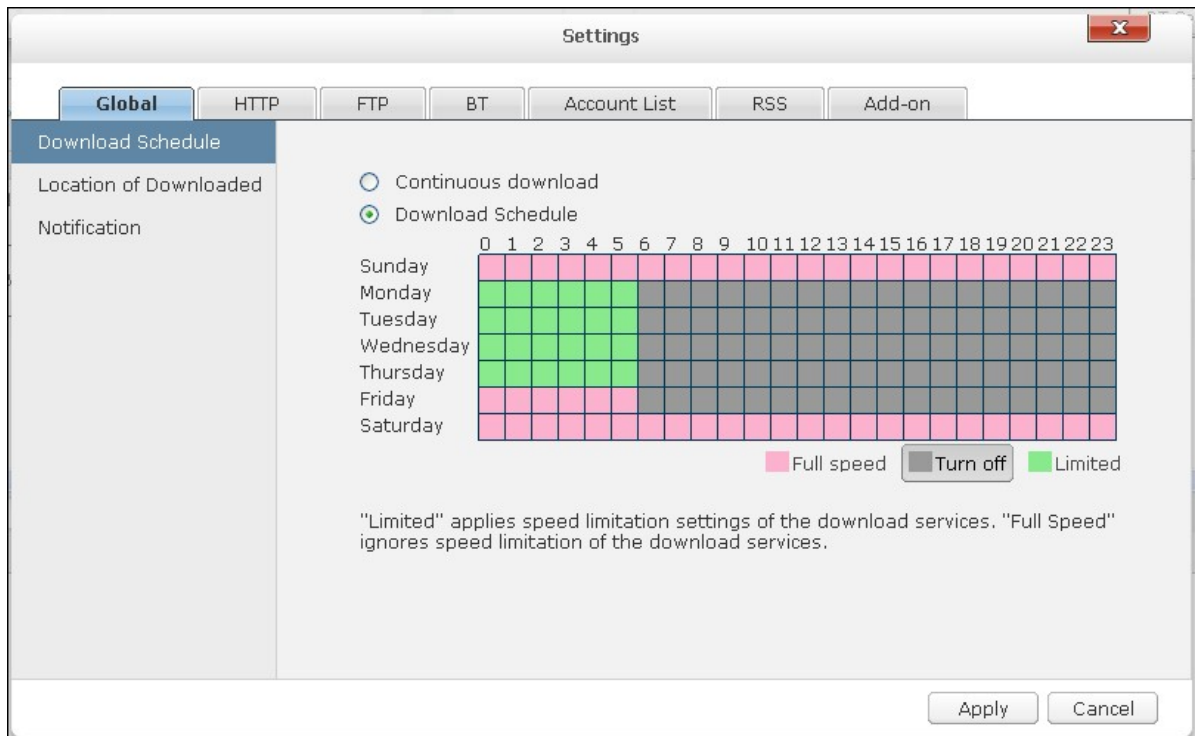 Settings
Global HTTP FTP BT Account List RSS Add-on
Download Schedule
Location of Downloaded
Notification
Continuous download
Download Schedule
0 1 2 3 4 5 6 7 8 9 10 11 12 13 14 15 16 17 18 19 20 21 22 23
Sunday
Monday
Tuesday
Wednesday
Thursday
Friday
Saturday
Full speed Turn off Limited
"Limited" applies speed limitation settings of the download services. "Full Speed"
ignores speed limitation of the download services.
Apply Cancel